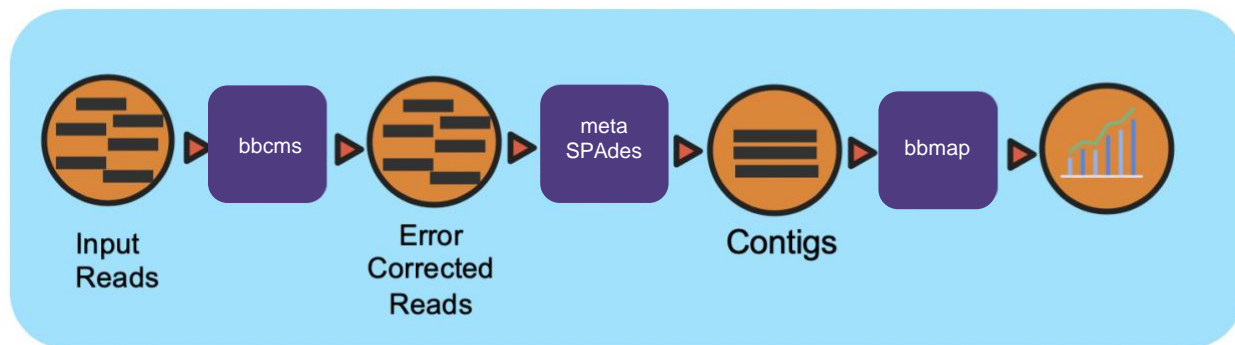 bbcms
meta
SPAdes
bbmap
Input
Reads
Error
Corrected
Reads
Contigs